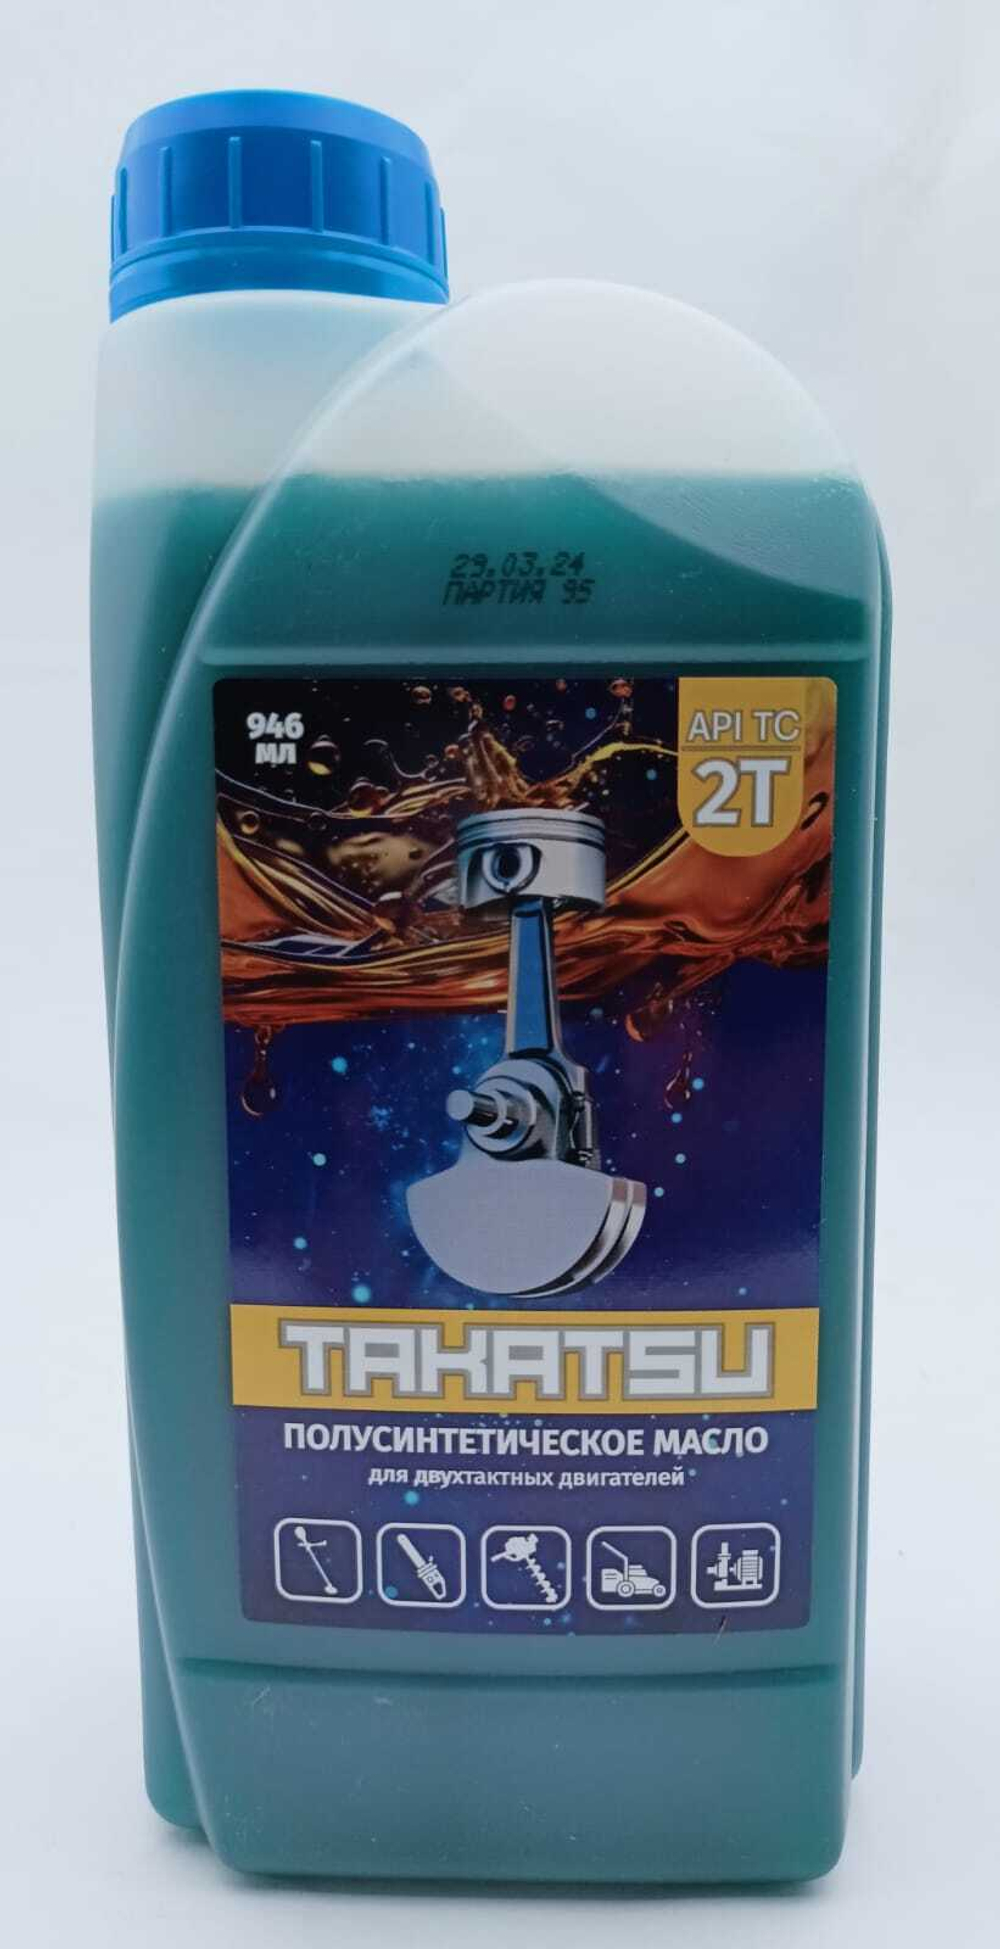 29.03.24
ПАРТИЯ 95
946
МЛ
API TC
2T
TAKATSU
ПОЛУСИНТЕТИЧЕСКОЕ МАСЛО
для двухтактных двигателей